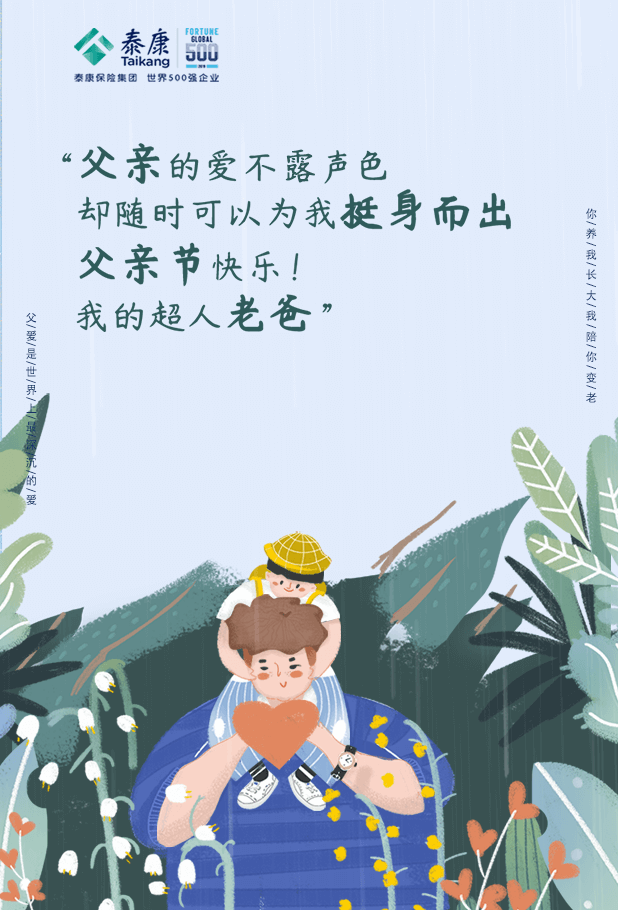 泰康
Taikang
FORTUNE
GLOBAL
500
泰康保险集团 世界500强企业
“父亲的爱不露声色
却随时可以为我挺身而出
父亲节快乐！
我的超人老爸”
你/养/我/长/大/我/陪/你/变/老
父/爱/是/世/界/上/最/深/沉/的/爱